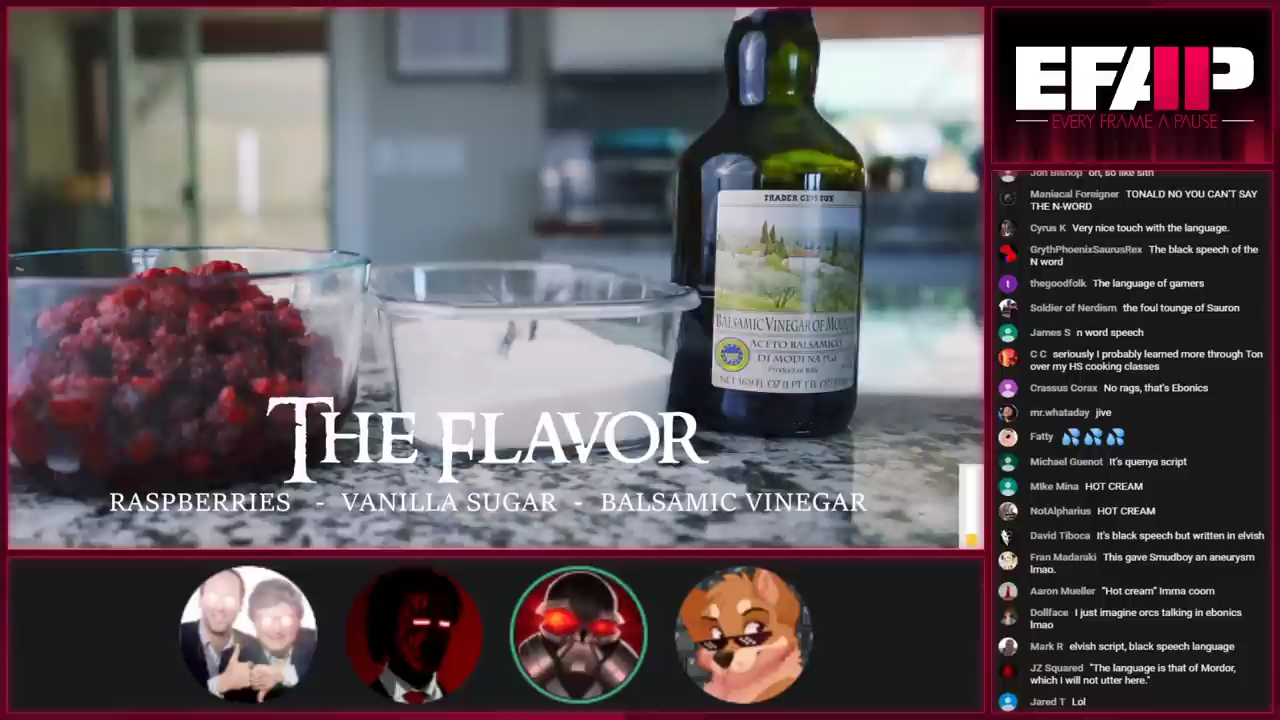 TRADER GIOTTO'S
BALSAMIC VINEGAR OF MODENA
ACETO BALSAMICO
DI MODENA PGI
Product of Italy
THE FLAVOR
RASPBERRIES - VANILLA SUGAR - BALSAMIC VINEGAR
EFAP
EVERY FRAME A PAUSE
Jon Bishop oh, so like sith
Maniacal Foreigner TONALD NO YOU CAN'T SAY
THE N-WORD
Cyrus K Very nice touch with the language.
GrythPhoenixSaurusRex The black speech of the
N word
t thegoodfolk The language of gamers
Soldier of Nerdism the foul tounge of Sauron
James S n word speech
C C seriously I probably learned more through Ton
over my HS cooking classes
Crassus Corax No rags, that's Ebonics
mr.whataday jive
Fatty 💦💦💦
Michael Guenot It's quenya script
MIke Mina HOT CREAM
NotAlpharius HOT CREAM
David Tiboca It's black speech but written in elvish
Fran Madaraki This gave Smudboy an aneurysm
lmao.
Aaron Mueller "Hot cream" Imma coom
Dollface I just imagine orcs talking in ebonics
lmao
Mark R elvish script, black speech language
JZ Squared "The language is that of Mordor,
which I will not utter here."
Jared T Lol